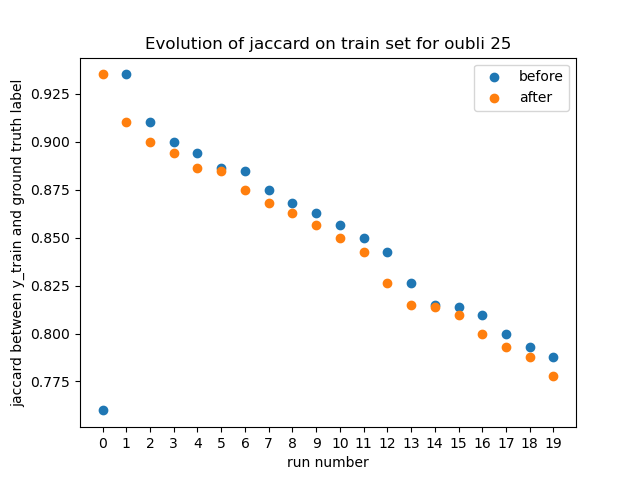 Evolution of jaccard on train set for oubli 25
before
after
jaccard between y_train and ground truth label
0.925
0.900
0.875
0.850
0.825
0.800
0.775
0 1 2 3 4 5 6 7 8 9 10 11 12 13 14 15 16 17 18 19
run number